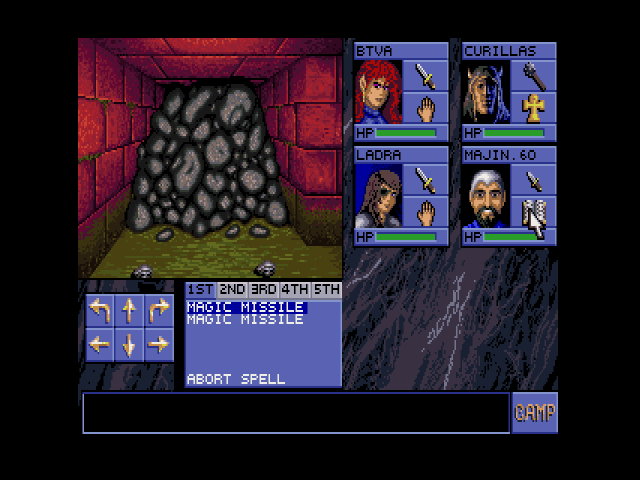 BTVA
CURILLAS
HP
HP
LADRA
MAJIN.60
HP
HP
1ST 2ND 3RD 4TH 5TH
MAGIC MISSILE
MAGIC MISSILE
ABORT SPELL
CAMP